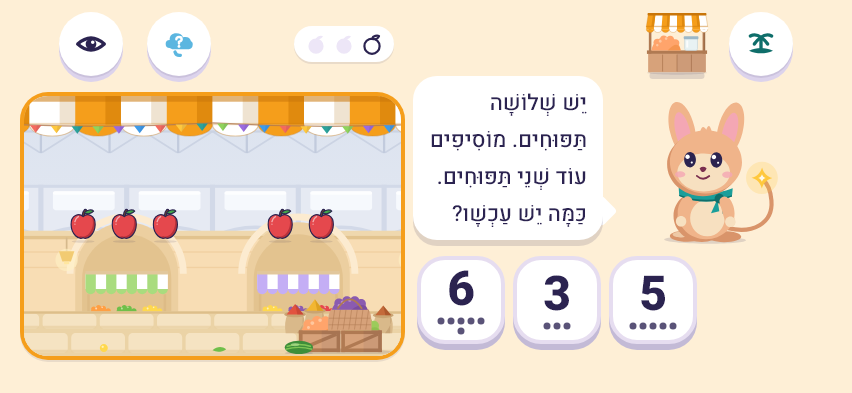 יֵשׁ שְׁלוֹשָׁה
תַּפּוּחִים. מוֹסִיפִים
עוֹד שְׁנֵי תַּפּוּחִים.
כַּמָּה יֵשׁ עַכְשָׁו?
6 3 5
?